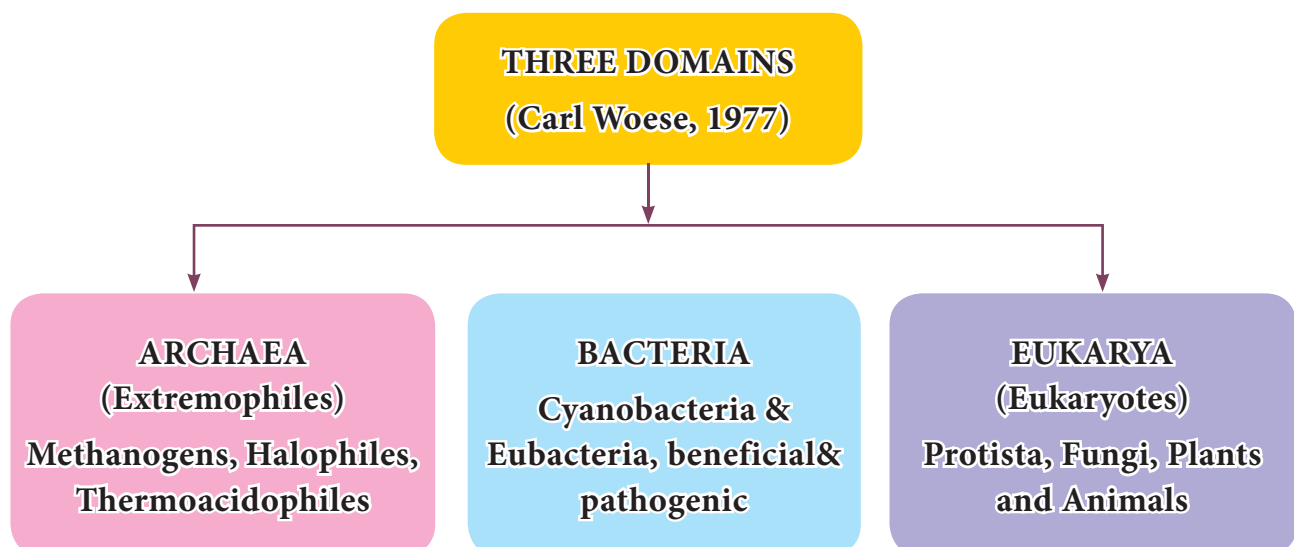 THREE DOMAINS
(Carl Woese, 1977)
ARCHAEA
(Extremophiles)
Methanogens, Halophiles,
Thermoacidophiles
BACTERIA
Cyanobacteria &
Eubacteria, beneficial&
pathogenic
EUKARYA
(Eukaryotes)
Protista, Fungi, Plants
and Animals